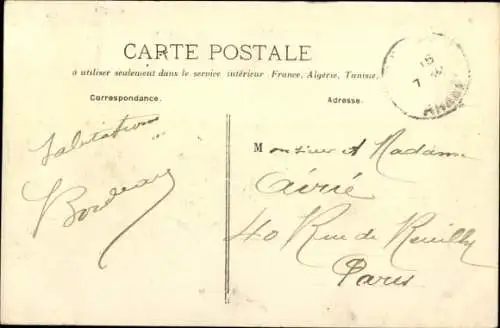 CARTE POSTALE
à utiliser seulement dans le service intérieur. France, Algérie, Tunisie.
Correspondance.
Adresse.
Salutations
Monsieur et Madame
40 Rue de Reuilly
Paris